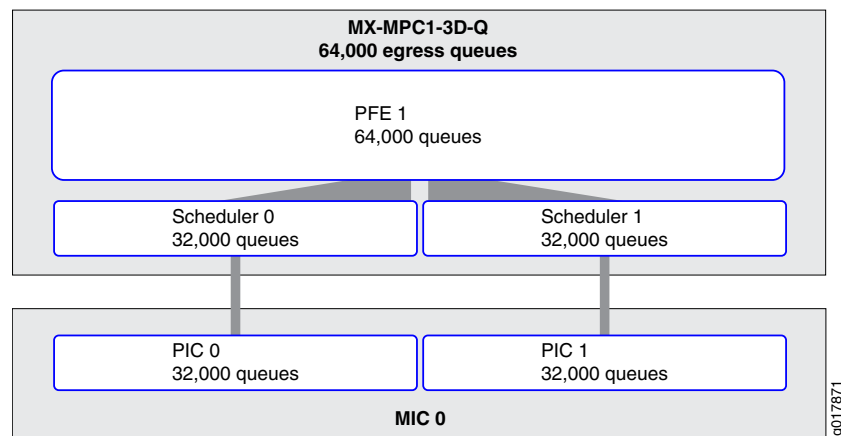 MX-MPC1-3D-Q
64,000 egress queues
PFE 1
64,000 queues
Scheduler 0
32,000 queues
Scheduler 1
32,000 queues
PIC 0
32,000 queues
PIC 1
32,000 queues
MIC 0
g017871